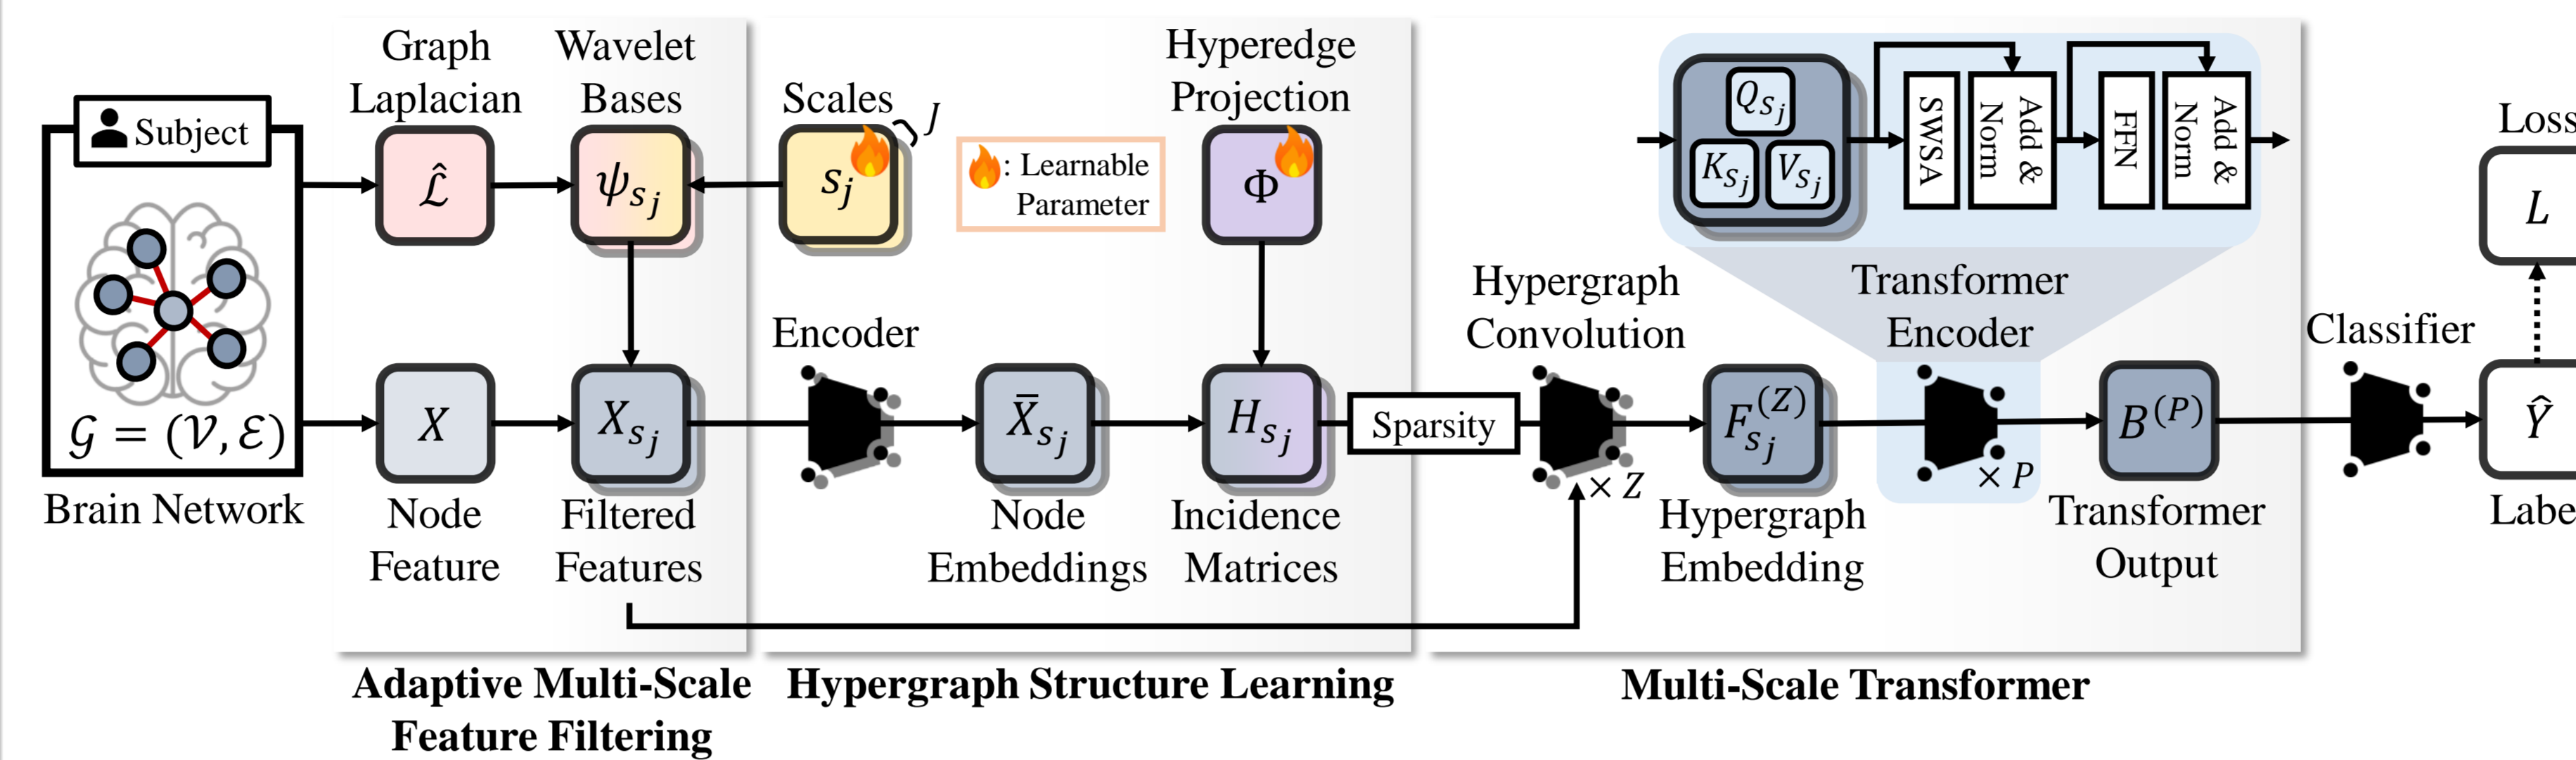 Subject
𝒢 = (𝒱, ℰ)
Brain Network
Graph
Laplacian
ℒ̂
X
Node
Feature
Wavelet
Bases
ψ_{s_j}
X_{s_j}
Filtered
Features
Adaptive Multi-Scale
Feature Filtering
Scales
s_j
J
: Learnable
Parameter
Hyperedge
Projection
Φ
Encoder
X̄_{s_j}
Node
Embeddings
H_{s_j}
Incidence
Matrices
Sparsity
Hypergraph Structure Learning
Hypergraph
Convolution
× Z
F_{s_j}^{(Z)}
Hypergraph
Embedding
Q_{s_j}
K_{s_j}
V_{s_j}
SWSA
Add &
Norm
FFN
Add &
Norm
Transformer
Encoder
× P
B^{(P)}
Transformer
Output
Multi-Scale Transformer
Classifier
Loss
L
Ŷ
Labe